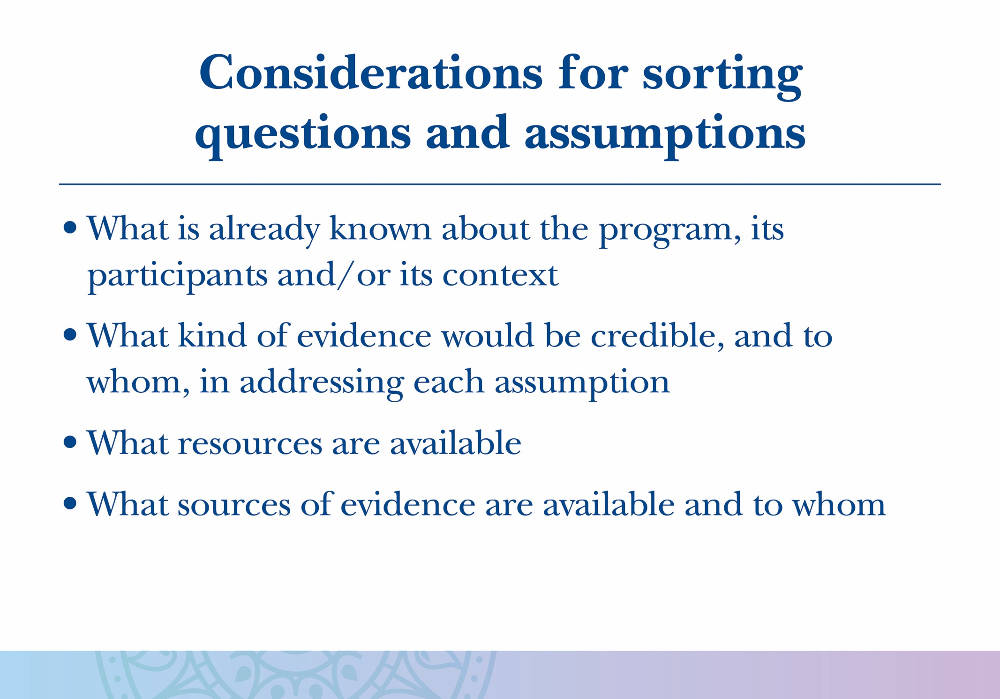 Considerations for sorting
questions and assumptions
• What is already known about the program, its
participants and/or its context
• What kind of evidence would be credible, and to
whom, in addressing each assumption
• What resources are available
• What sources of evidence are available and to whom